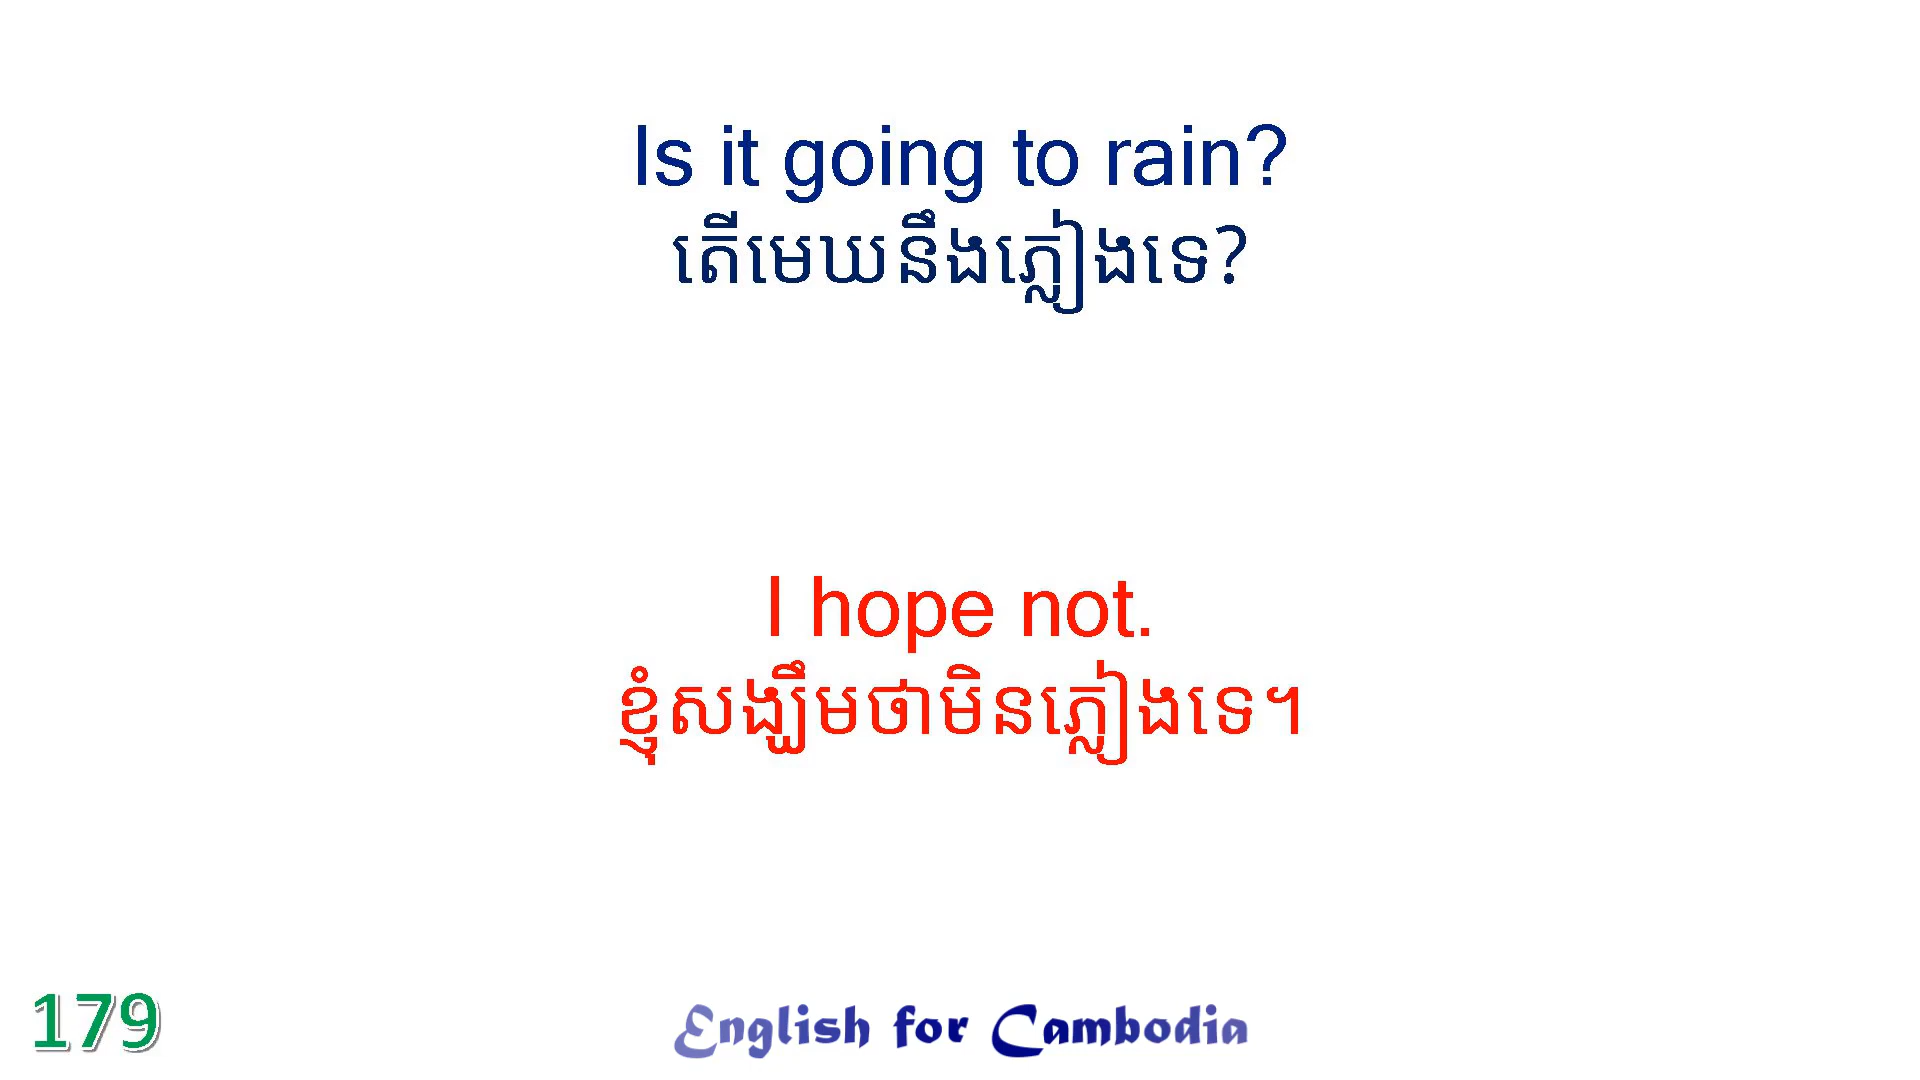 Is it going to rain?
តើមេឃនឹងភ្លៀងទេ?
I hope not.
ខ្ញុំសង្ឃឹមថាមិនភ្លៀងទេ។
179
English for Cambodia